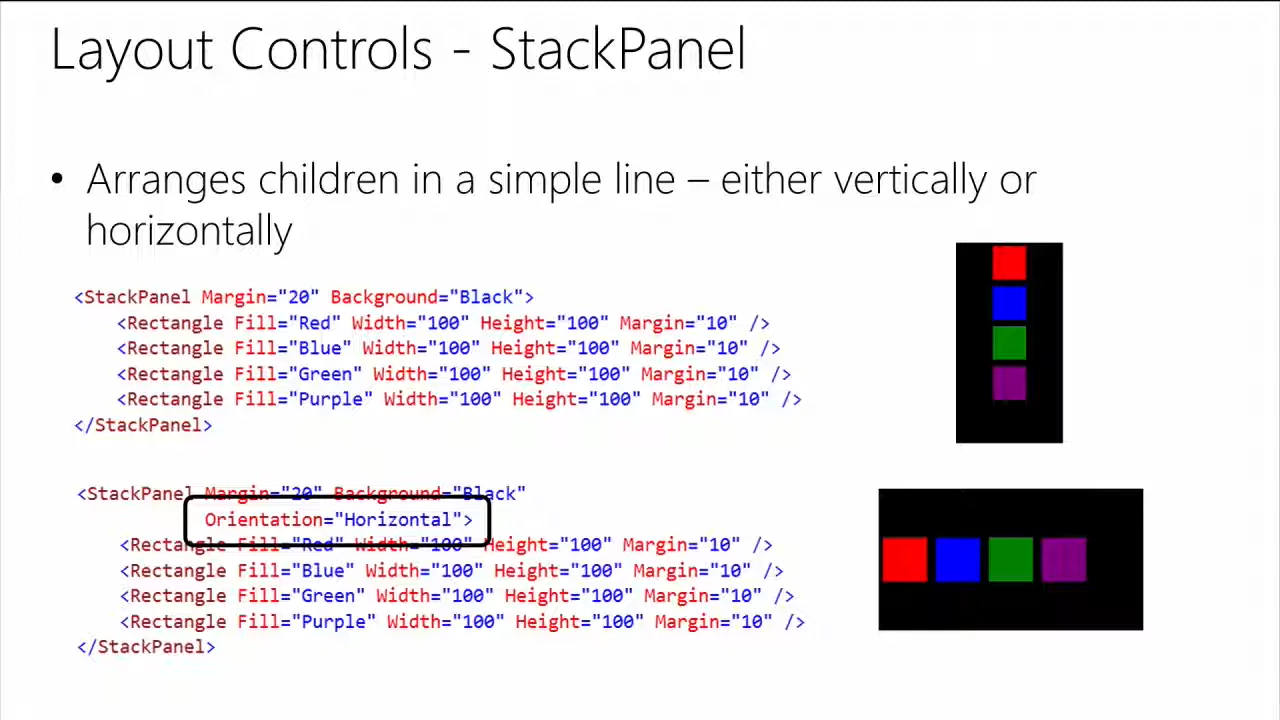 Layout Controls - StackPanel
• Arranges children in a simple line – either vertically or
horizontally
<StackPanel Margin="20" Background="Black">
<Rectangle Fill="Red" Width="100" Height="100" Margin="10" />
<Rectangle Fill="Blue" Width="100" Height="100" Margin="10" />
<Rectangle Fill="Green" Width="100" Height="100" Margin="10" />
<Rectangle Fill="Purple" Width="100" Height="100" Margin="10" />
</StackPanel>
<StackPanel Margin="20" Background="Black"
Orientation="Horizontal">
<Rectangle Fill="Red" Width="100" Height="100" Margin="10" />
<Rectangle Fill="Blue" Width="100" Height="100" Margin="10" />
<Rectangle Fill="Green" Width="100" Height="100" Margin="10" />
<Rectangle Fill="Purple" Width="100" Height="100" Margin="10" />
</StackPanel>